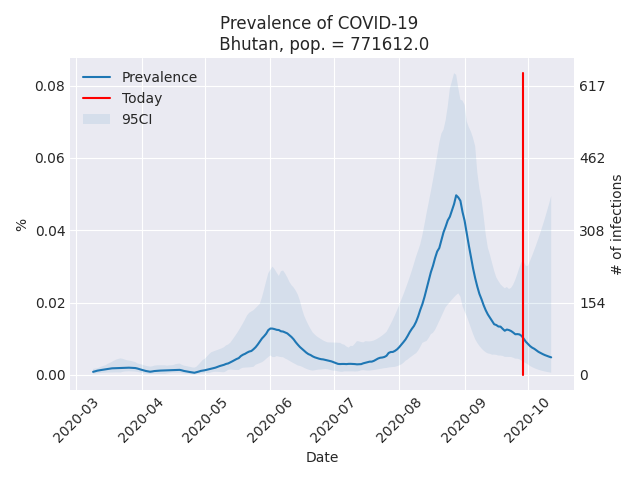 Prevalence of COVID-19
Bhutan, pop. = 771612.0
Prevalence
Today
95CI
0.08
0.06
0.04
0.02
0.00
%
617
462
308
154
0
# of infections
2020-03
2020-04
2020-05
2020-06
2020-07
2020-08
2020-09
2020-10
Date